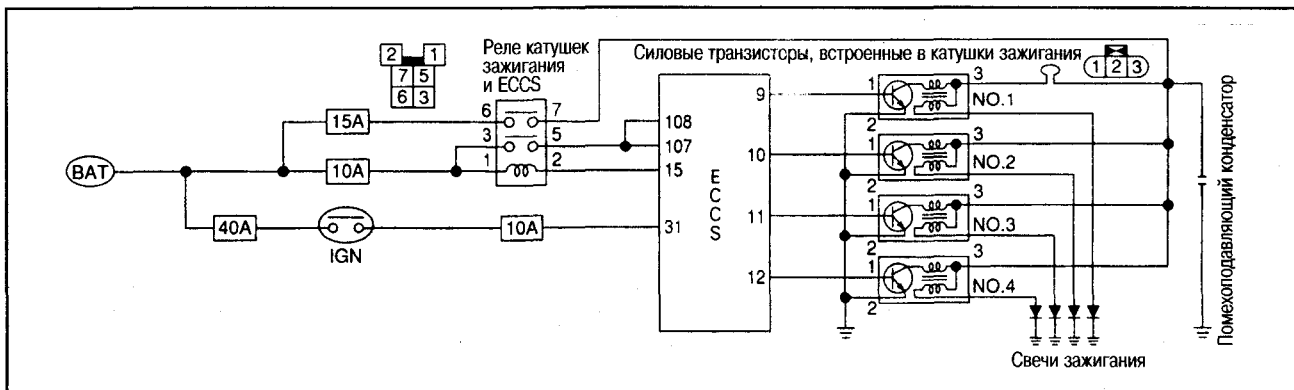 Реле катушек
зажигания
и ECCS
Силовые транзисторы, встроенные в катушки зажигания
2 1
7 5
6 3
1 2 3
15A
6 7
3 5
1 2
10A
BAT
40A
IGN
10A
108
107
15
31
E
C
C
S
9
10
11
12
1
2
3
NO.1
1
2
3
NO.2
1
2
3
NO.3
1
2
3
NO.4
Свечи зажигания
Помехоподавляющий конденсатор